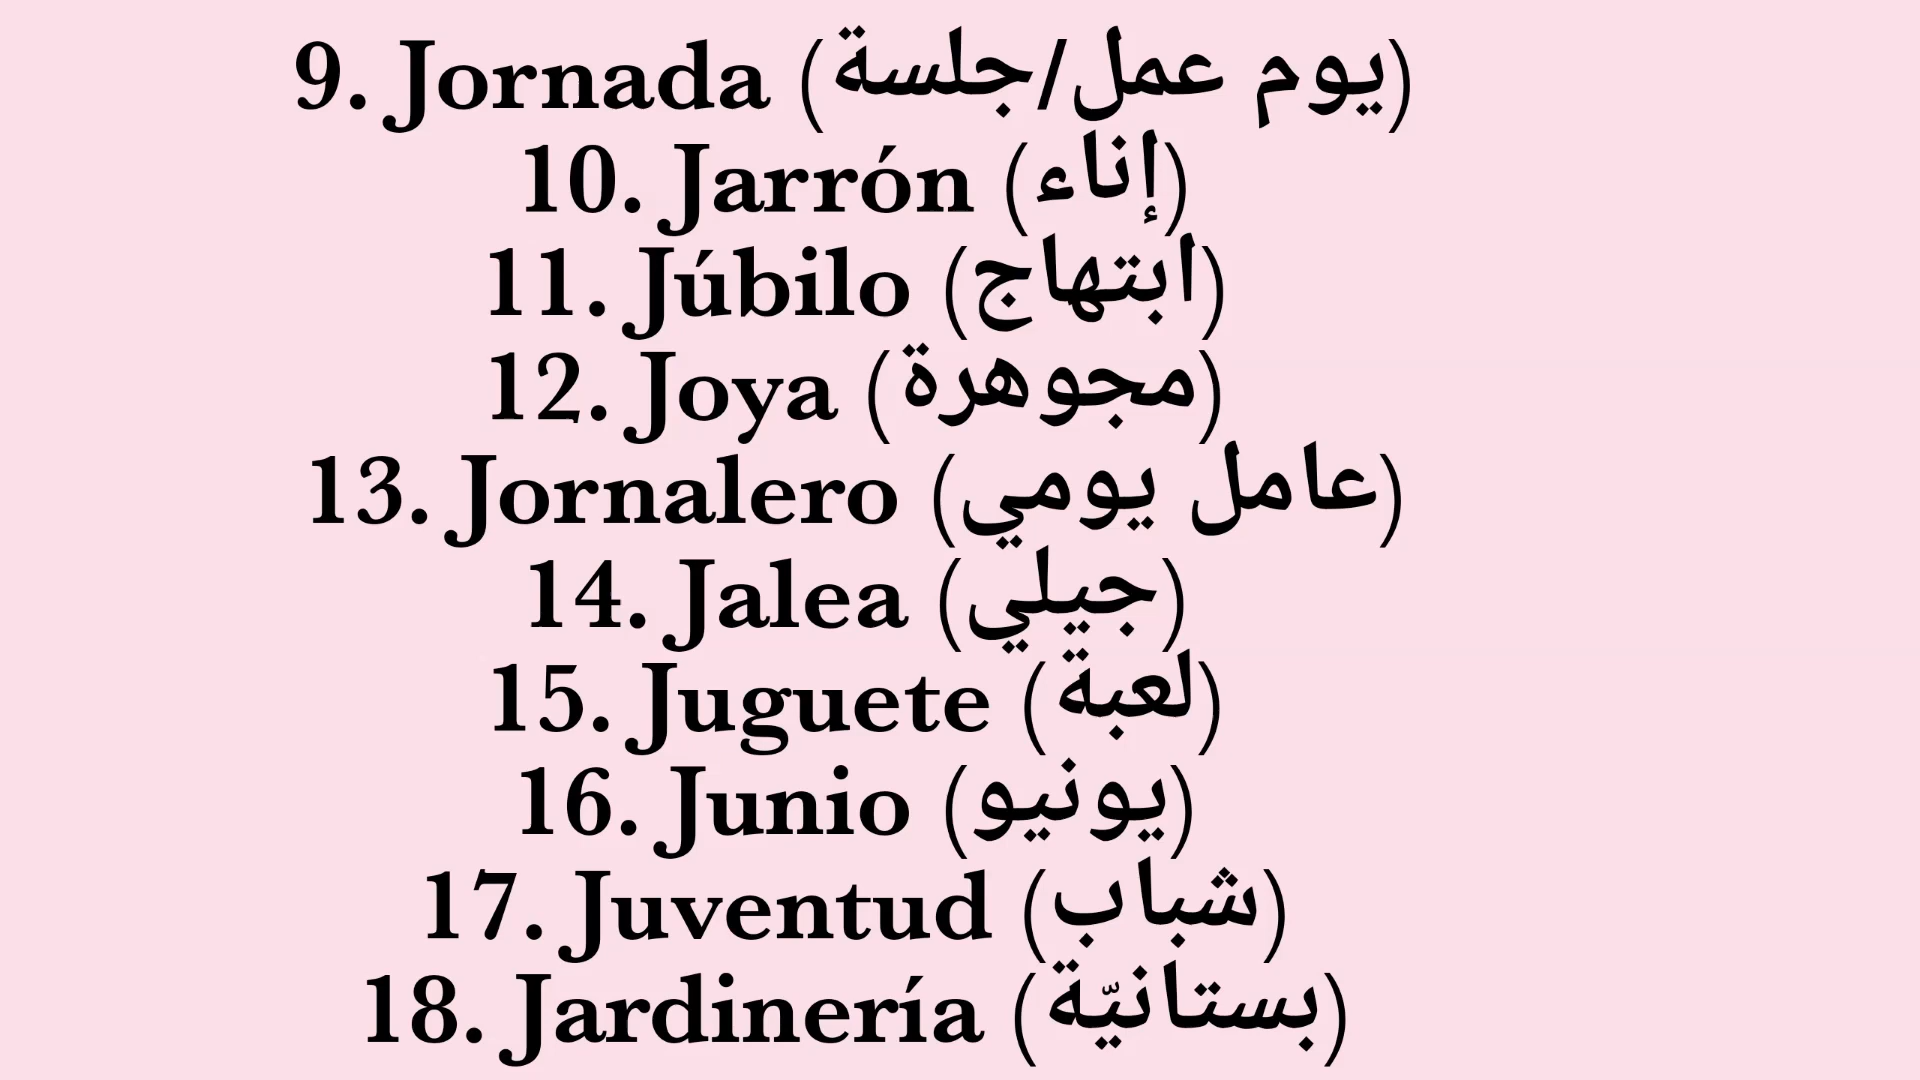 9. Jornada (يوم عمل/جلسة)
10. Jarrón (إناء)
11. Júbilo (ابتهاج)
12. Joya (مجوهرة)
13. Jornalero (عامل يومي)
14. Jalea (جيلي)
15. Juguete (لعبة)
16. Junio (يونيو)
17. Juventud (شباب)
18. Jardinería (بستانيّة)